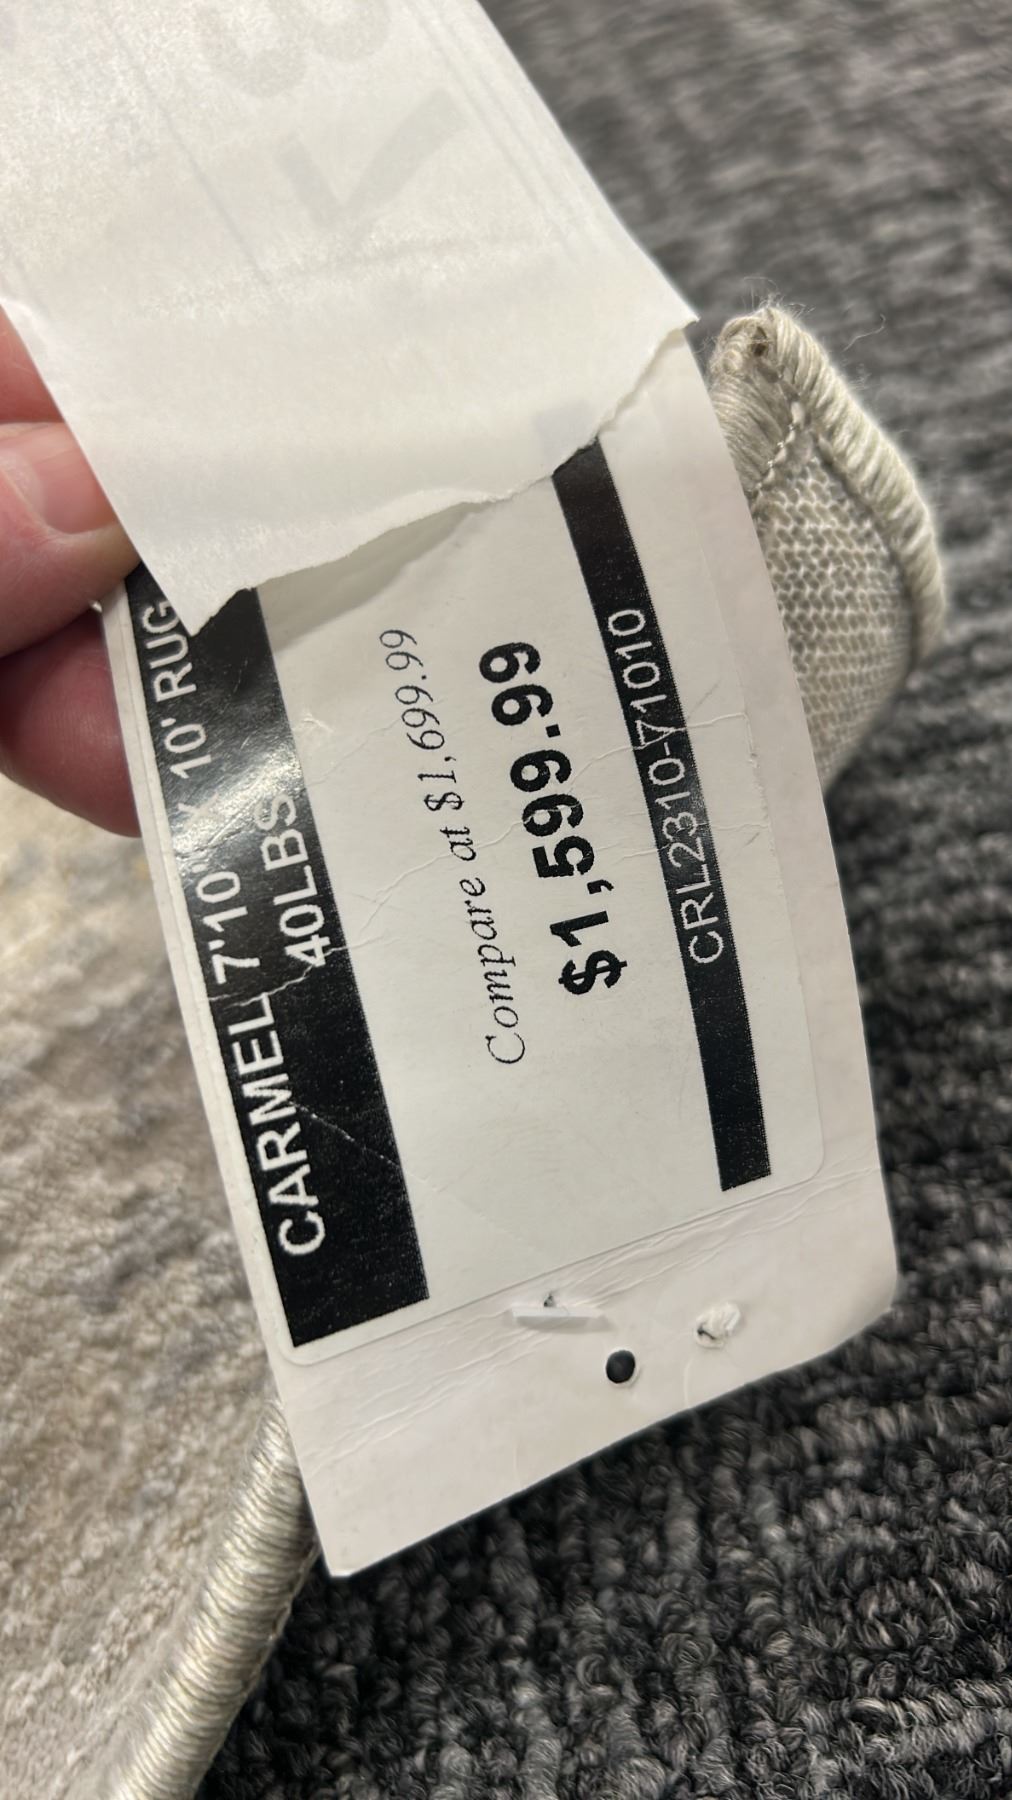 CARMEL 7'10" X 10' RUG
40LBS
Compare at $1,699.99
$1,599.99
CRL2310-71010